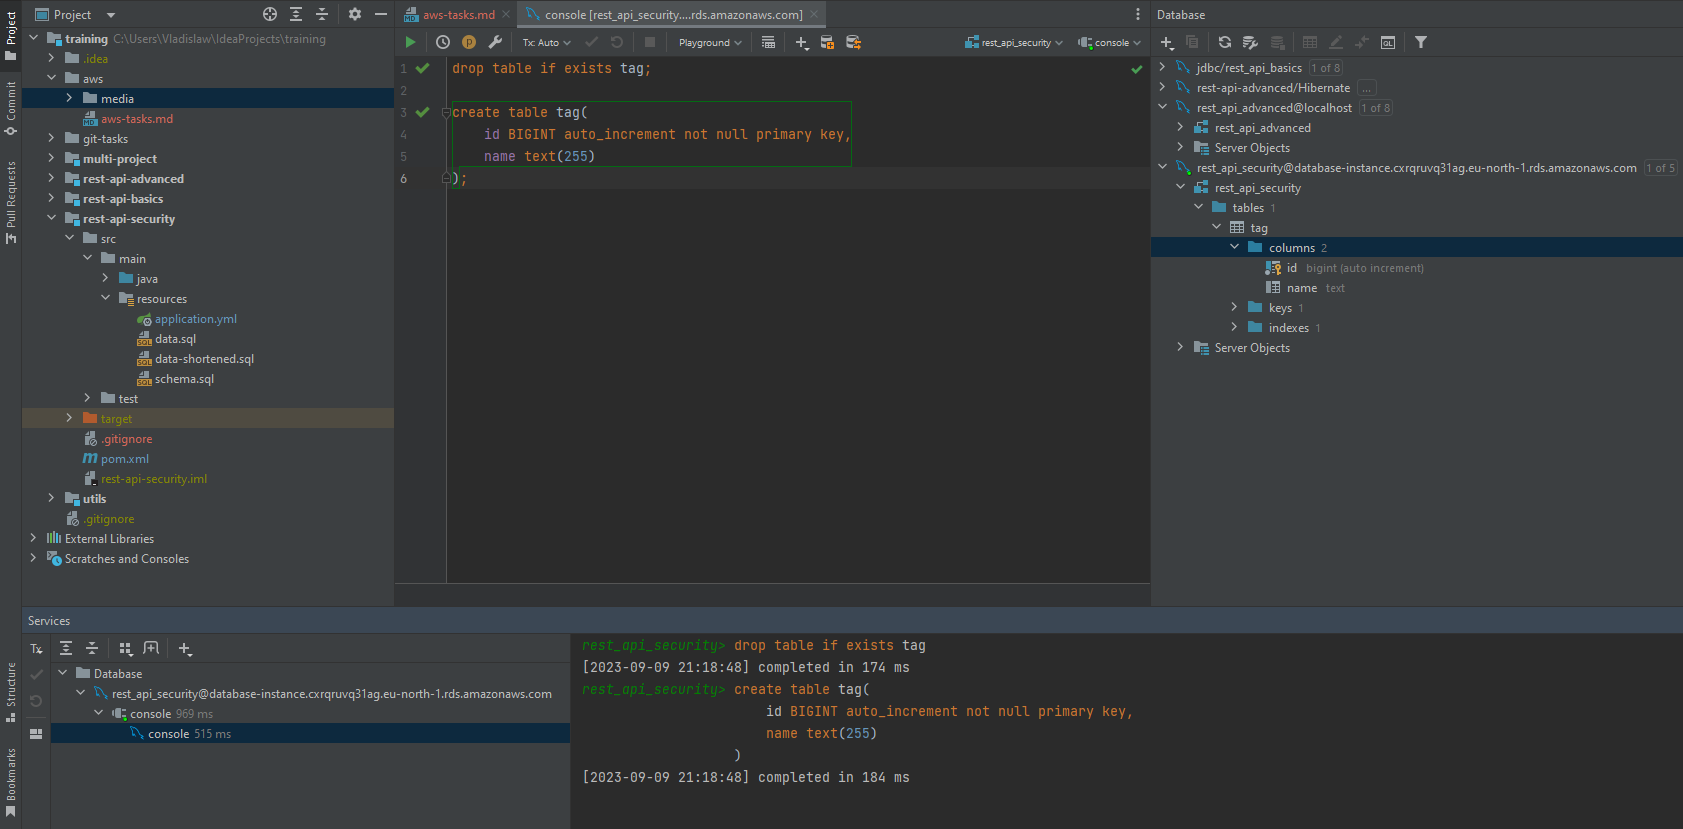 Project
aws-tasks.md
console [rest_api_security....rds.amazonaws.com]
Database
Project
Commit
Pull Requests
Structure
Bookmarks
training C:\Users\Vladislaw\IdeaProjects\training
.idea
aws
media
aws-tasks.md
git-tasks
multi-project
rest-api-advanced
rest-api-basics
rest-api-security
src
main
java
resources
application.yml
data.sql
data-shortened.sql
schema.sql
test
target
.gitignore
pom.xml
rest-api-security.iml
utils
.gitignore
External Libraries
Scratches and Consoles
Tx: Auto
Playground
rest_api_security
console
1 drop table if exists tag;
2
3 create table tag(
4 id BIGINT auto_increment not null primary key,
5 name text(255)
6 );
jdbc/rest_api_basics 1 of 8
rest-api-advanced/Hibernate ...
rest_api_advanced@localhost 1 of 8
rest_api_advanced
Server Objects
rest_api_security@database-instance.cxrqruvq31ag.eu-north-1.rds.amazonaws.com 1 of 5
rest_api_security
tables 1
tag
columns 2
id bigint (auto increment)
name text
keys 1
indexes 1
Server Objects
Services
Tx
Database
rest_api_security@database-instance.cxrqruvq31ag.eu-north-1.rds.amazonaws.com
console 969 ms
console 515 ms
rest_api_security> drop table if exists tag
[2023-09-09 21:18:48] completed in 174 ms
rest_api_security> create table tag(
id BIGINT auto_increment not null primary key,
name text(255)
)
[2023-09-09 21:18:48] completed in 184 ms